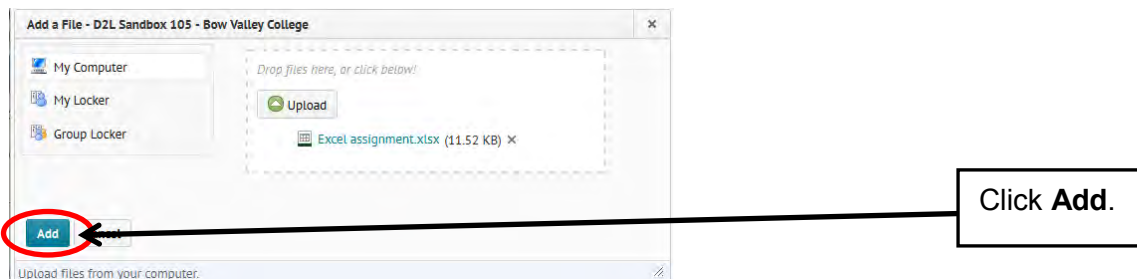 Add a File - D2L Sandbox 105 - Bow Valley College
My Computer
My Locker
Group Locker
Drop files here, or click below!
Upload
Excel assignment.xlsx (11.52 KB)
Add
Click Add.
Upload files from your computer.